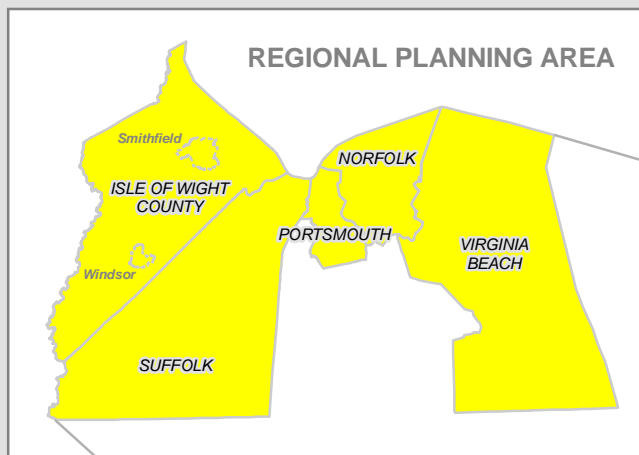 REGIONAL PLANNING AREA
Smithfield
NORFOLK
ISLE OF WIGHT
COUNTY
PORTSMOUTH
VIRGINIA
BEACH
Windsor
SUFFOLK